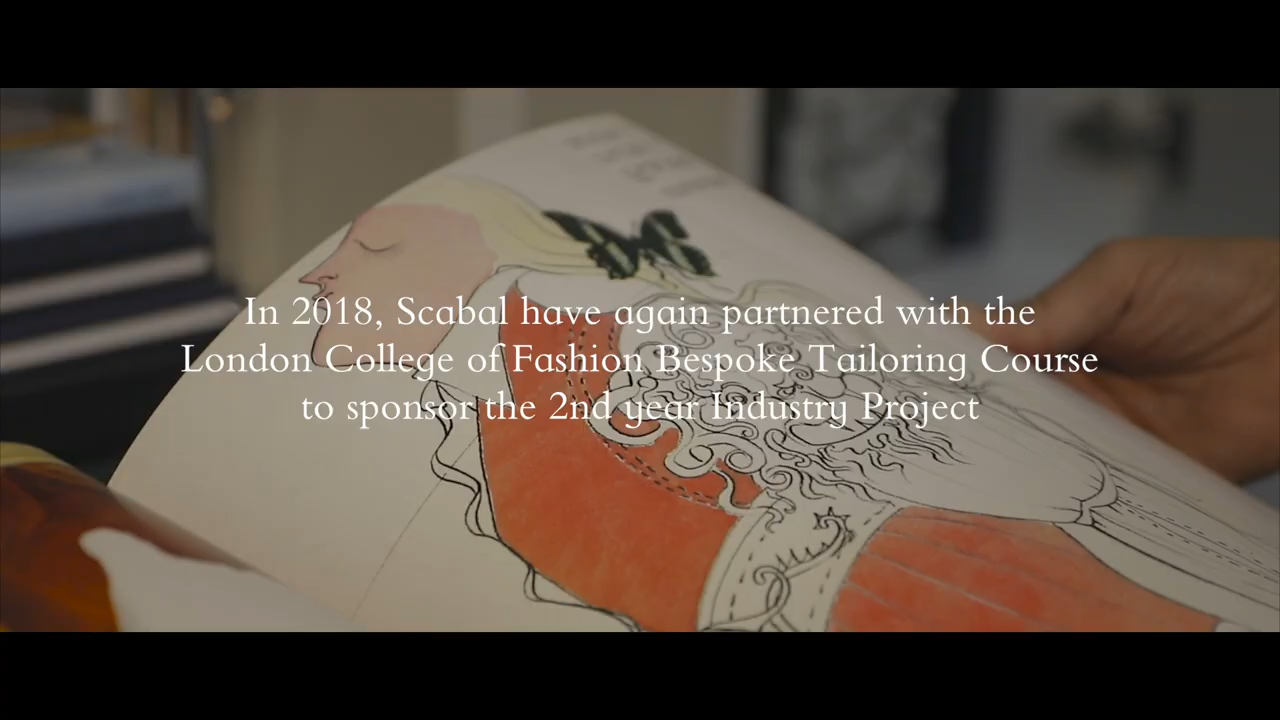 In 2018, Scabal have again partnered with the
London College of Fashion Bespoke Tailoring Course
to sponsor the 2nd year Industry Project